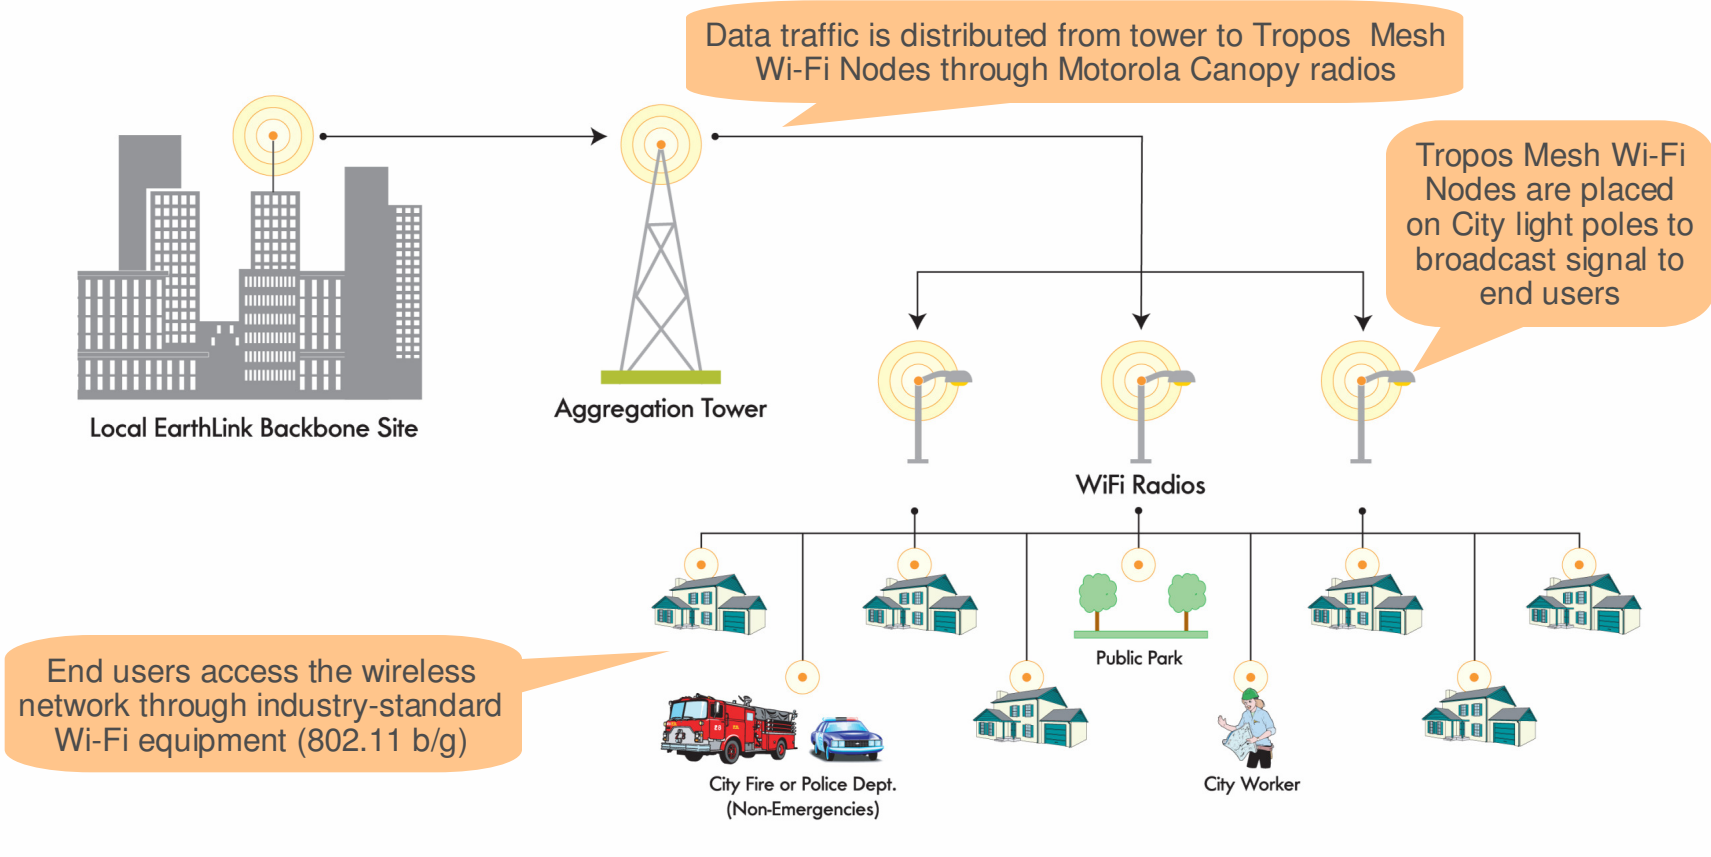 Data traffic is distributed from tower to Tropos Mesh
Wi-Fi Nodes through Motorola Canopy radios
Tropos Mesh Wi-Fi
Nodes are placed
on City light poles to
broadcast signal to
end users
Local EarthLink Backbone Site
Aggregation Tower
WiFi Radios
End users access the wireless
network through industry-standard
Wi-Fi equipment (802.11 b/g)
Public Park
City Fire or Police Dept.
(Non-Emergencies)
City Worker